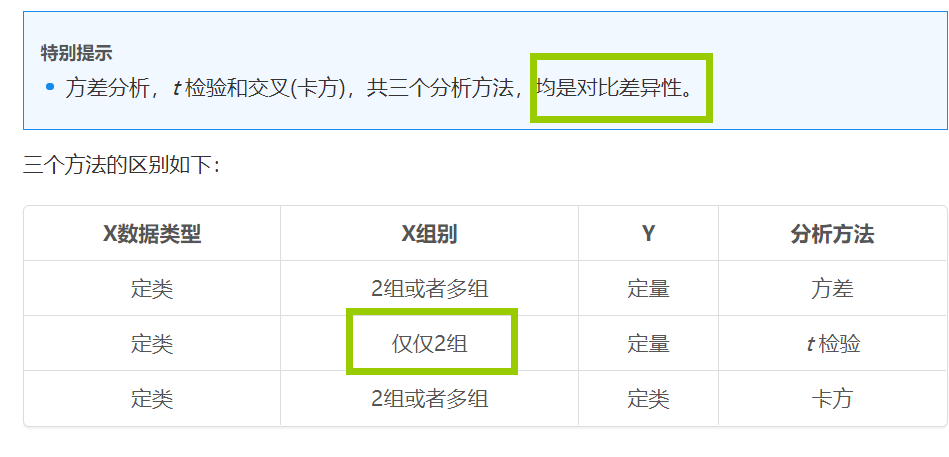 特别提示
方差分析，t 检验和交叉(卡方)，共三个分析方法，均是对比差异性。
三个方法的区别如下：
X数据类型 X组别 Y 分析方法
定类 2组或者多组 定量 方差
定类 仅仅2组 定量 t 检验
定类 2组或者多组 定类 卡方